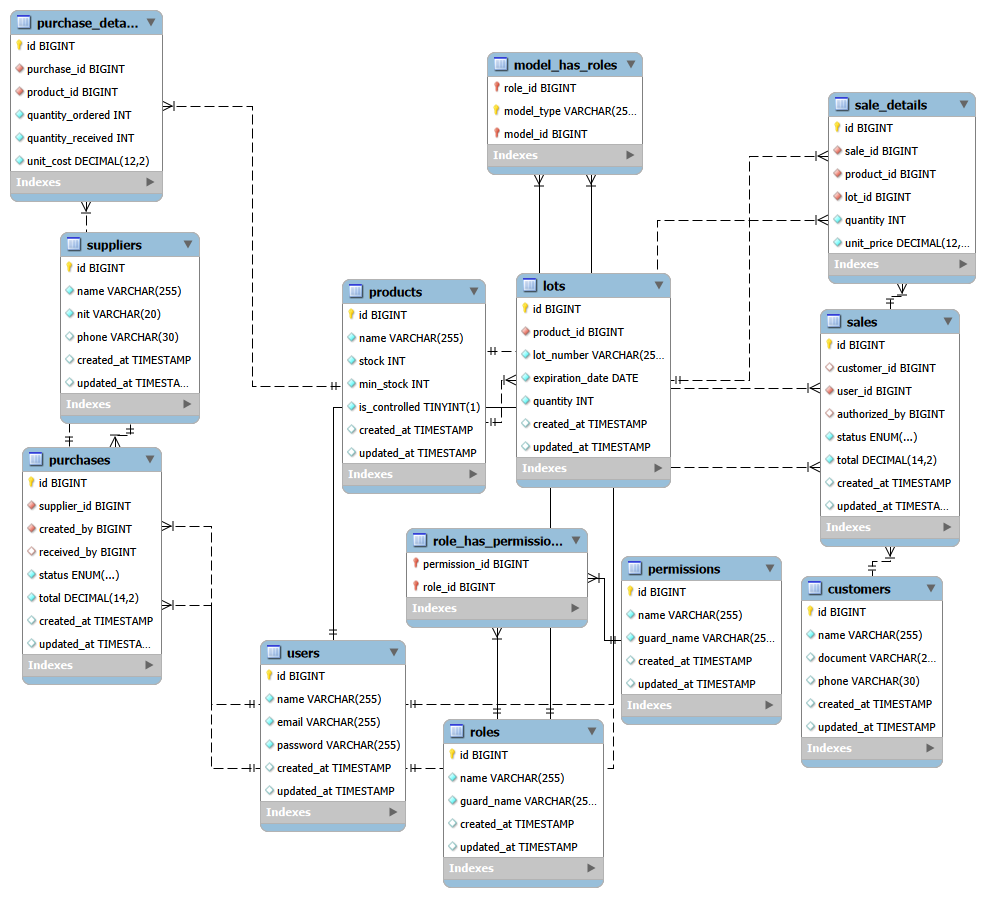 purchase_deta...
id BIGINT
purchase_id BIGINT
product_id BIGINT
quantity_ordered INT
quantity_received INT
unit_cost DECIMAL(12,2)
Indexes
model_has_roles
role_id BIGINT
model_type VARCHAR(25...
model_id BIGINT
Indexes
sale_details
id BIGINT
sale_id BIGINT
product_id BIGINT
lot_id BIGINT
quantity INT
unit_price DECIMAL(12,...
Indexes
suppliers
id BIGINT
name VARCHAR(255)
nit VARCHAR(20)
phone VARCHAR(30)
created_at TIMESTAMP
updated_at TIMESTA...
Indexes
products
id BIGINT
name VARCHAR(255)
stock INT
min_stock INT
is_controlled TINYINT(1)
created_at TIMESTAMP
updated_at TIMESTAMP
Indexes
lots
id BIGINT
product_id BIGINT
lot_number VARCHAR(25...
expiration_date DATE
quantity INT
created_at TIMESTAMP
updated_at TIMESTAMP
Indexes
sales
id BIGINT
customer_id BIGINT
user_id BIGINT
authorized_by BIGINT
status ENUM(...)
total DECIMAL(14,2)
created_at TIMESTAMP
updated_at TIMESTA...
Indexes
purchases
id BIGINT
supplier_id BIGINT
created_by BIGINT
received_by BIGINT
status ENUM(...)
total DECIMAL(14,2)
created_at TIMESTAMP
updated_at TIMESTA...
Indexes
role_has_permissio...
permission_id BIGINT
role_id BIGINT
Indexes
permissions
id BIGINT
name VARCHAR(255)
guard_name VARCHAR(25...
created_at TIMESTAMP
updated_at TIMESTAMP
Indexes
customers
id BIGINT
name VARCHAR(255)
document VARCHAR(2...
phone VARCHAR(30)
created_at TIMESTAMP
updated_at TIMESTAMP
Indexes
users
id BIGINT
name VARCHAR(255)
email VARCHAR(255)
password VARCHAR(255)
created_at TIMESTAMP
updated_at TIMESTAMP
Indexes
roles
id BIGINT
name VARCHAR(255)
guard_name VARCHAR(25...
created_at TIMESTAMP
updated_at TIMESTAMP
Indexes